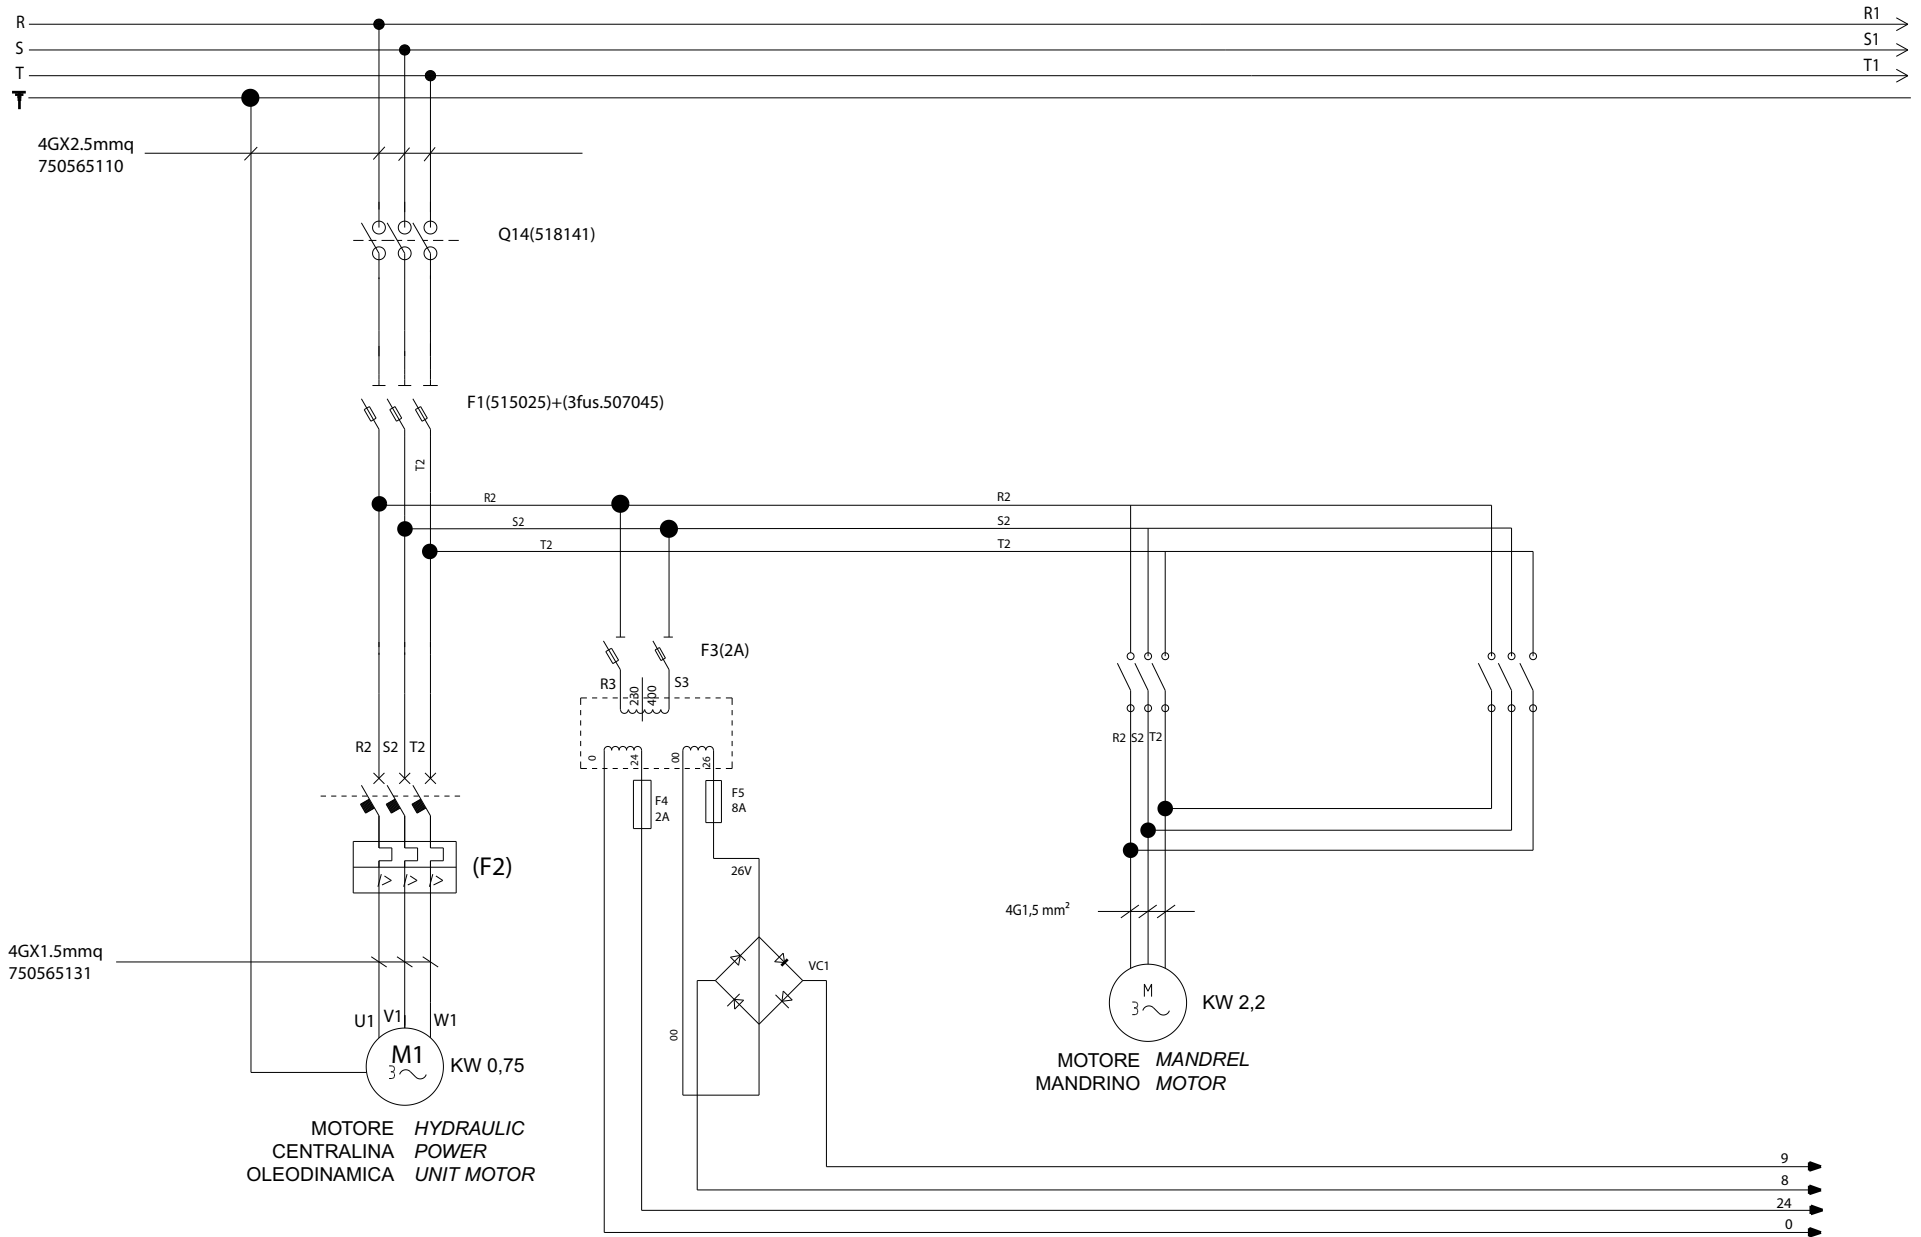 R
R1
S
S1
T
T1
4GX2.5mmq
750565110
Q14(518141)
F1(515025)+(3fus.507045)
T2
R2
R2
S2
S2
T2
T2
F3(2A)
R3
230
400
S3
R2 S2 T2
R2 S2 T2
0
24
00
26
F4
2A
F5
8A
(F2)
26V
4G1,5 mm²
4GX1.5mmq
750565131
VC1
U1 V1 W1
M
3
KW 2,2
00
M1
3
KW 0,75
MOTORE MANDREL
MANDRINO MOTOR
MOTORE HYDRAULIC
CENTRALINA POWER
OLEODINAMICA UNIT MOTOR
9
8
24
0